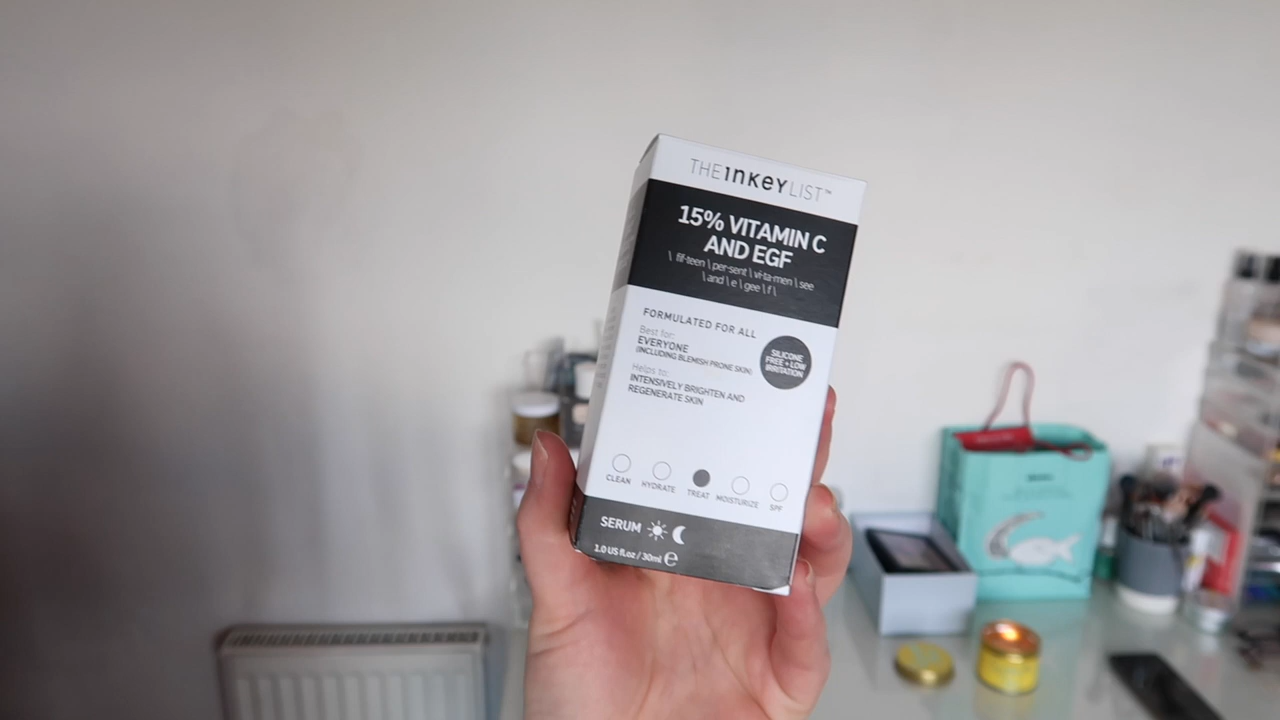 THE INKEY LIST™
15% VITAMIN C
AND EGF
\ fif·teen \ per·sent \ vi·ta·men \ see
\ and \ e \ gee \ f \
FORMULATED FOR ALL
Best for:
EVERYONE
(INCLUDING BLEMISH PRONE SKIN)
Helps to:
INTENSIVELY BRIGHTEN AND
REGENERATE SKIN
SILICONE
FREE + LOW
IRRITATION
CLEAN HYDRATE TREAT MOISTURIZE SPF
SERUM
1.0 US fl.oz / 30ml e